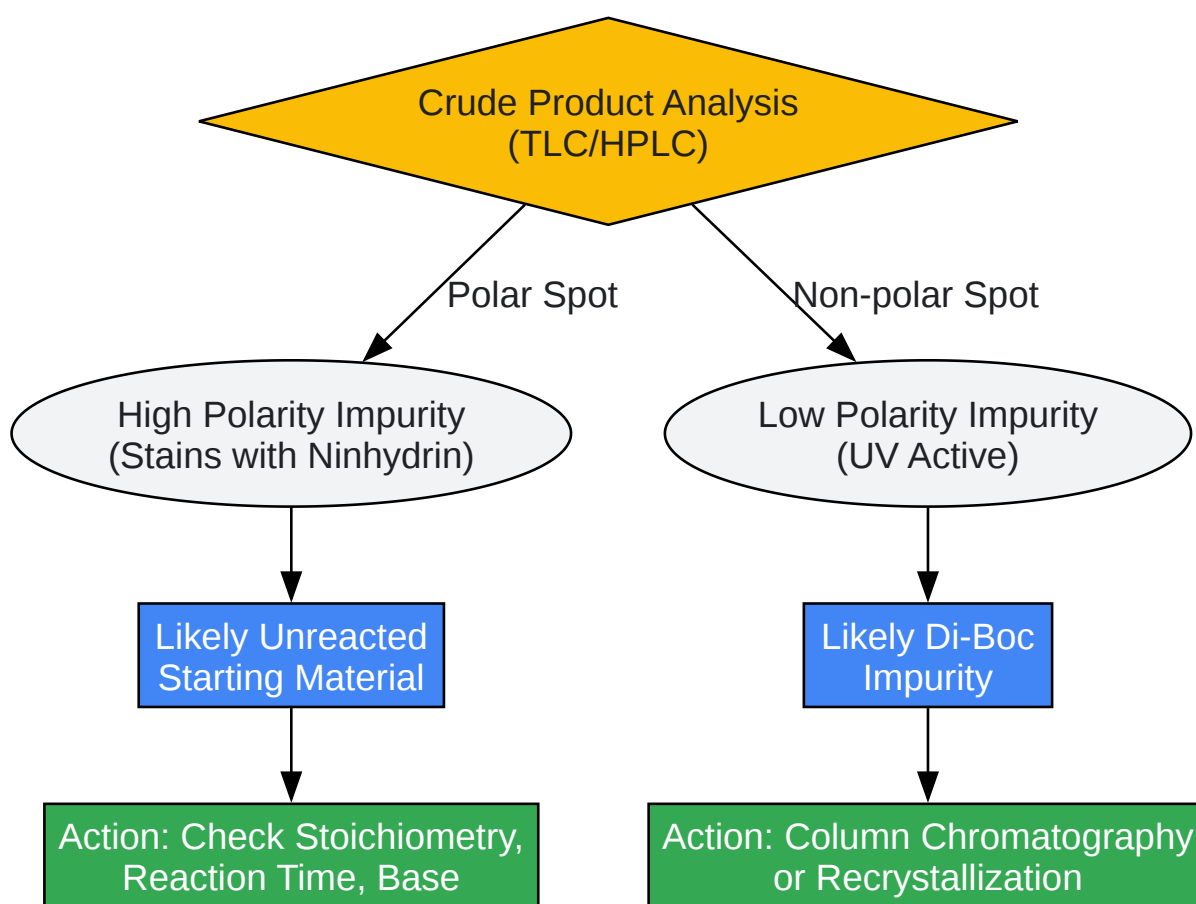 Crude Product Analysis
(TLC/HPLC)
Polar Spot
Non-polar Spot
High Polarity Impurity
(Stains with Ninhydrin)
Low Polarity Impurity
(UV Active)
Likely Unreacted
Starting Material
Likely Di-Boc
Impurity
Action: Check Stoichiometry,
Reaction Time, Base
Action: Column Chromatography
or Recrystallization